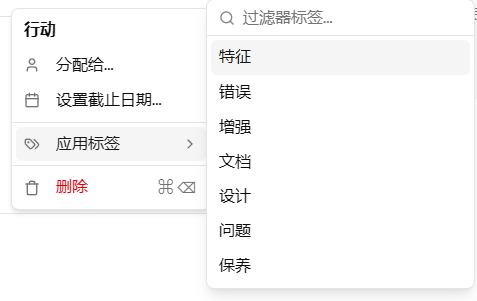 行动
分配给...
设置截止日期...
应用标签
删除 ⌘⌫
过滤器标签...
特征
错误
增强
文档
设计
问题
保养